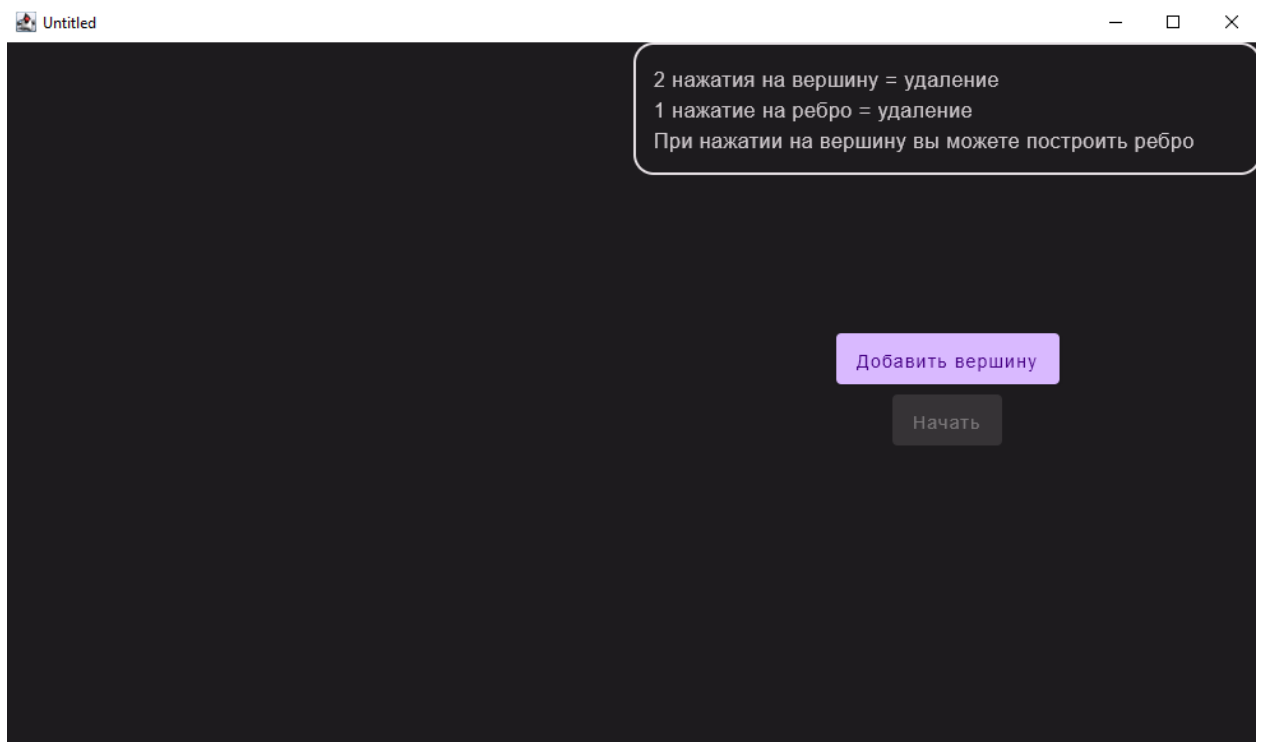 Untitled
2 нажатия на вершину = удаление
1 нажатие на ребро = удаление
При нажатии на вершину вы можете построить ребро
Добавить вершину
Начать